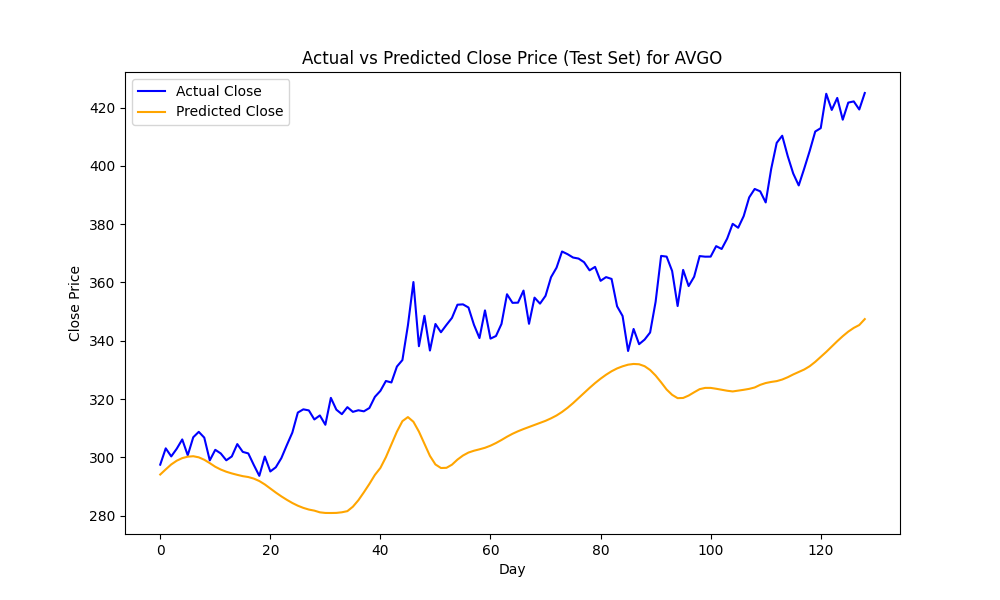 Actual vs Predicted Close Price (Test Set) for AVGO
Actual Close
Predicted Close
420
400
380
360
340
320
300
280
Close Price
0 20 40 60 80 100 120
Day